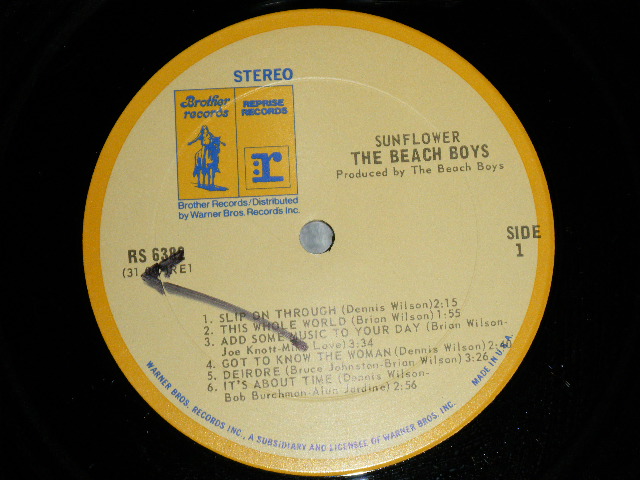 STEREO
Brother records
REPRISE RECORDS
r
Brother Records/Distributed
by Warner Bros. Records Inc.
SUNFLOWER
THE BEACH BOYS
Produced by The Beach Boys
SIDE
1
RS 6382
1. SLIP ON THROUGH (Dennis Wilson)2:15
2. THIS WHOLE WORLD (Brian Wilson)1:55
3. ADD SOME MUSIC TO YOUR DAY (Brian Wilson-
Joe Knott-Mike Love)3:34
4. GOT TO KNOW THE WOMAN (Dennis Wilson)
5. DEIRDRE (Bruce Johnston-Brian Wilson) 3:26
6. IT'S ABOUT TIME (Dennis Wilson-
Bob Burchman-Alan Jardine) 2:56
MADE IN U.S.A.
WARNER BROS. RECORDS INC., A SUBSIDIARY AND LICENSEE OF WARNER BROS. INC.